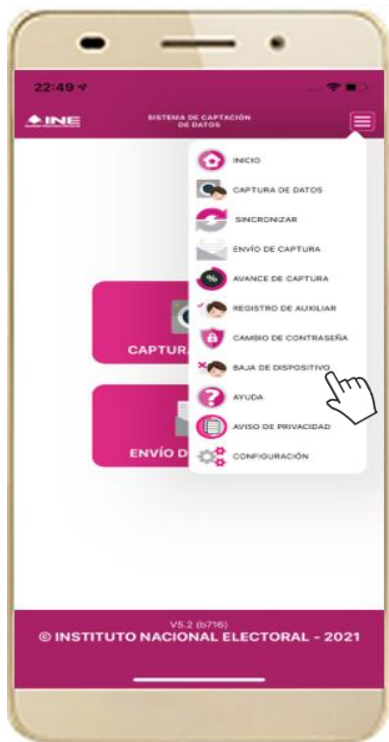 22:49
INE
SISTEMA DE CAPTACIÓN
DE DATOS
INICIO
CAPTURA DE DATOS
SINCRONIZAR
ENVÍO DE CAPTURA
%
AVANCE DE CAPTURA
REGISTRO DE AUXILIAR
CAMBIO DE CONTRASEÑA
BAJA DE DISPOSITIVO
?
AYUDA
AVISO DE PRIVACIDAD
CONFIGURACIÓN
CAPTUR
ENVÍO D
V5.2 (b716)
© INSTITUTO NACIONAL ELECTORAL - 2021